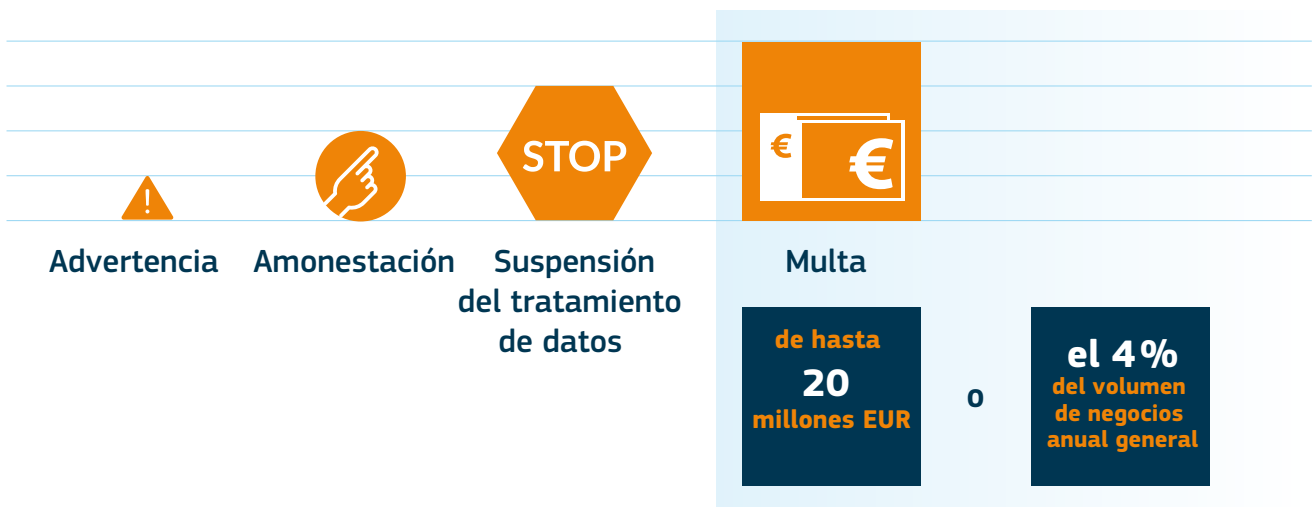 !
STOP
€
€
Advertencia
Amonestación
Suspensión
del tratamiento
de datos
Multa
de hasta
20
millones EUR
o
el 4%
del volumen
de negocios
anual general